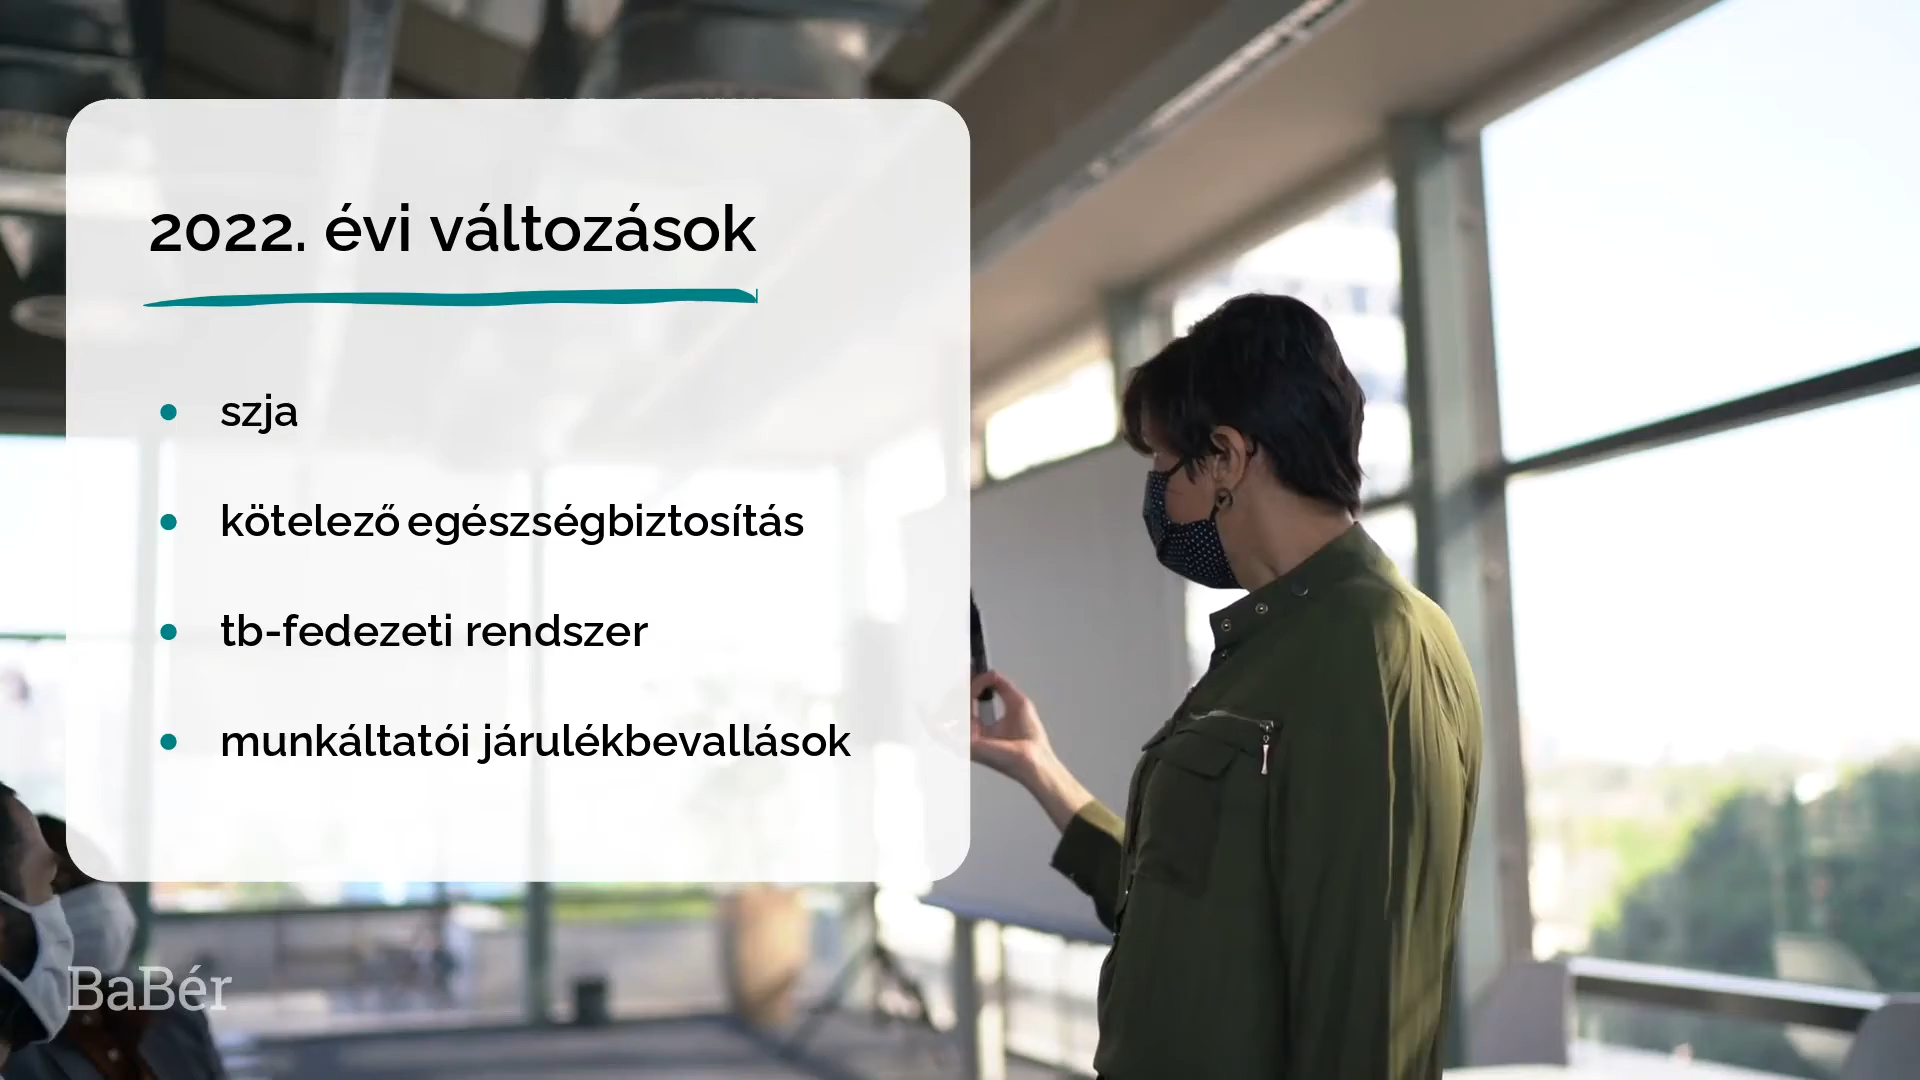 2022. évi változások
szja
kötelező egészségbiztosítás
tb-fedezeti rendszer
munkáltatói járulékbevallások
BaBér